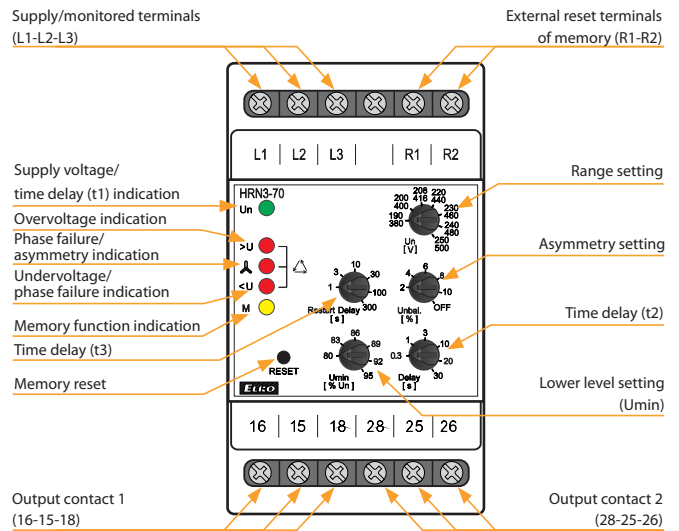 Supply/monitored terminals
(L1-L2-L3)
External reset terminals
of memory (R1-R2)
L1 L2 L3 R1 R2
Supply voltage/
time delay (t1) indication
Overvoltage indication
Phase failure/
asymmetry indication
Undervoltage/
phase failure indication
Memory function indication
Time delay (t3)
Memory reset
HRN3-70
Un
>U
<U
M
RESET
ELKO
190
380
200
400
208
416
220
440
230
460
240
480
250
500
Un
[V]
1
3
10
30
100
300
Restart Delay
[s]
2
4
6
8
10
OFF
Unbal.
[%]
80
83
86
89
92
95
Umin
[% Un]
0.3
1
3
10
20
30
Delay
[s]
Range setting
Asymmetry setting
Time delay (t2)
Lower level setting
(Umin)
16 15 18 28 25 26
Output contact 1
(16-15-18)
Output contact 2
(28-25-26)